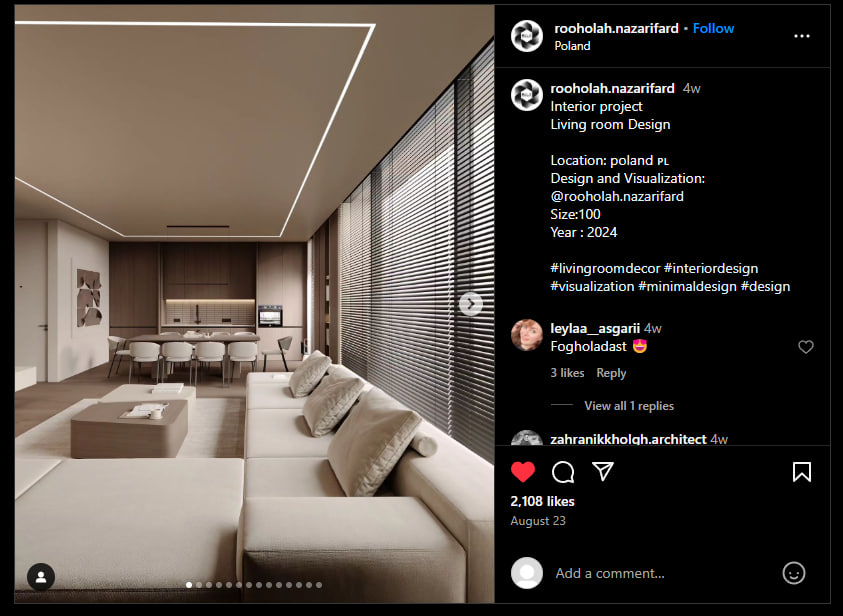 rooholah.nazarifard • Follow
Poland
rooholah.nazarifard 4w
Interior project
Living room Design
Location: poland ᴘʟ
Design and Visualization:
@rooholah.nazarifard
Size:100
Year : 2024
#livingroomdecor #interiordesign
#visualization #minimaldesign #design
leylaa__asgarii 4w
Fogholadast 🤩
3 likes Reply
View all 1 replies
zahranikkholgh.architect 4w
2,108 likes
August 23
Add a comment...